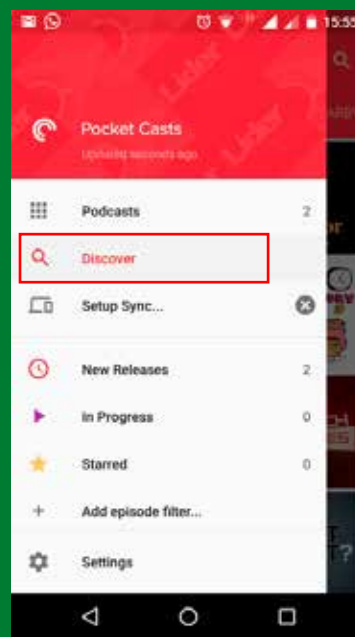 15:55
Pocket Casts
Updated seconds ago
Podcasts 2
Discover
Setup Sync...
New Releases 2
In Progress 0
Starred 0
Add episode filter...
Settings